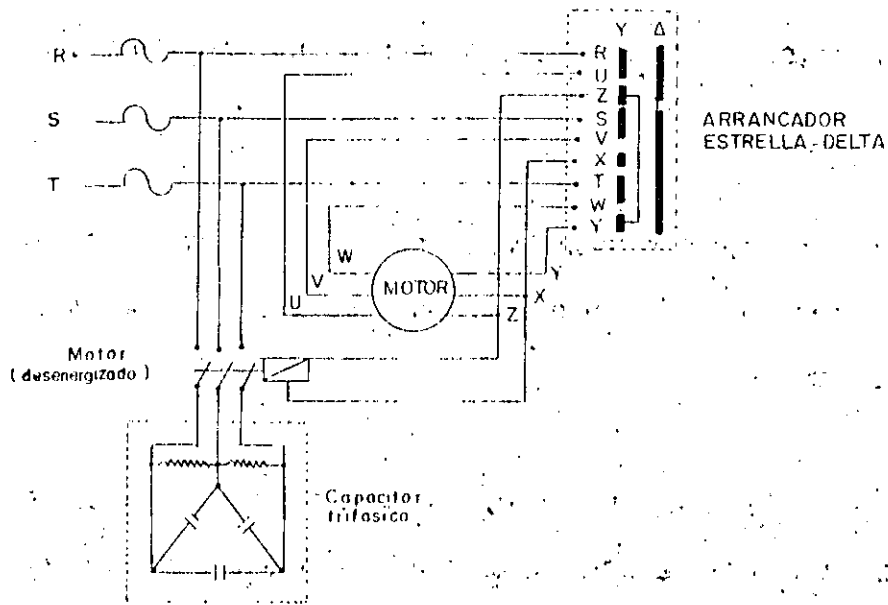 Y Δ
R R
U
Z
S S
V
X
T T
W
Y
ARRANCADOR
ESTRELLA-DELTA
W
V
U
MOTOR
Y
X
Z
Motor
(desenergizado)
Capacitor
trifasico